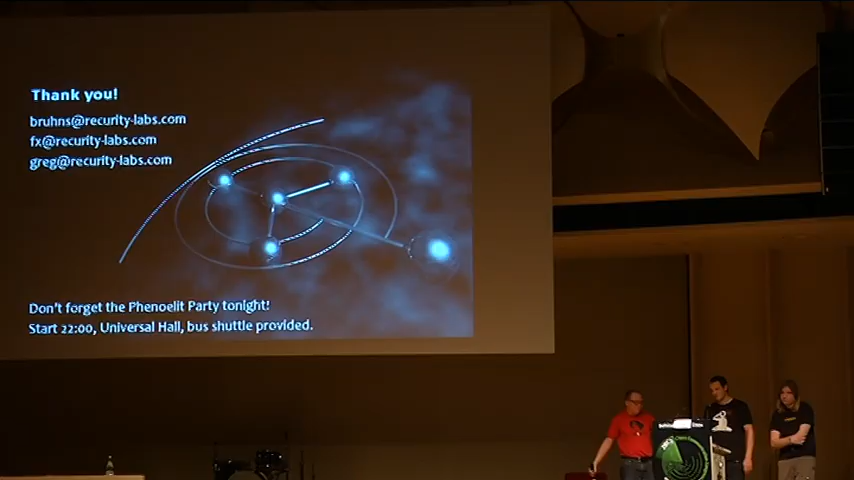 Thank you!
bruhns@recurity-labs.com
fx@recurity-labs.com
greg@recurity-labs.com
Don't forget the Phenoelit Party tonight!
Start 22:00, Universal Hall, bus shuttle provided.